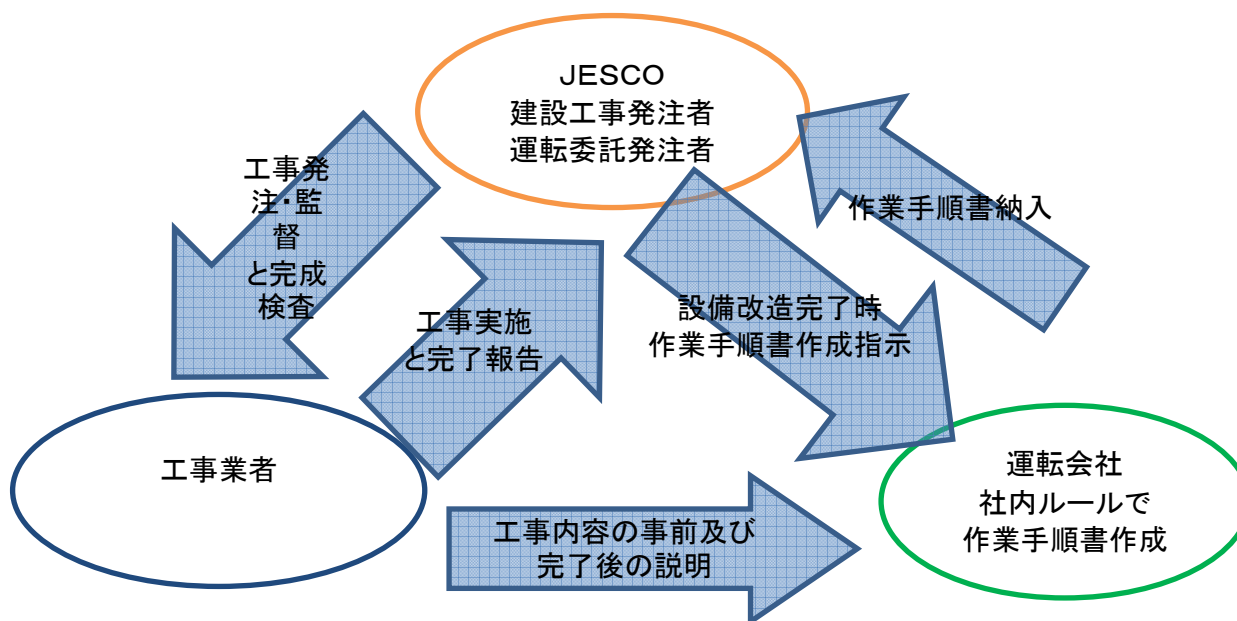 JESCO
建設工事発注者
運転委託発注者
工事発
注・監
督
と完成
検査
作業手順書納入
工事実施
と完了報告
設備改造完了時
作業手順書作成指示
工事業者
運転会社
社内ルールで
作業手順書作成
工事内容の事前及び
完了後の説明